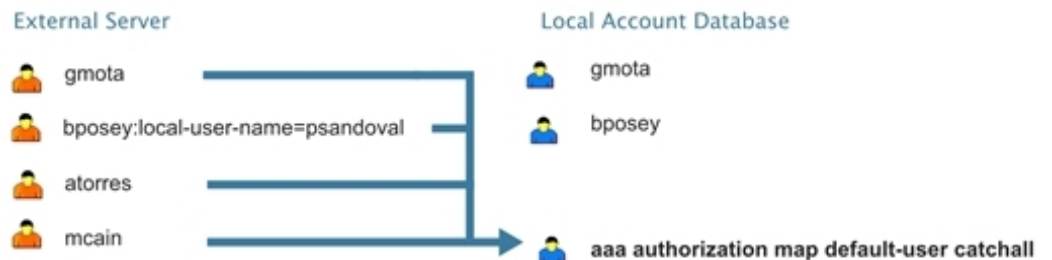 External Server
Local Account Database
gmota
bposey:local-user-name=psandoval
atorres
mcain
gmota
bposey
aaa authorization map default-user catchall